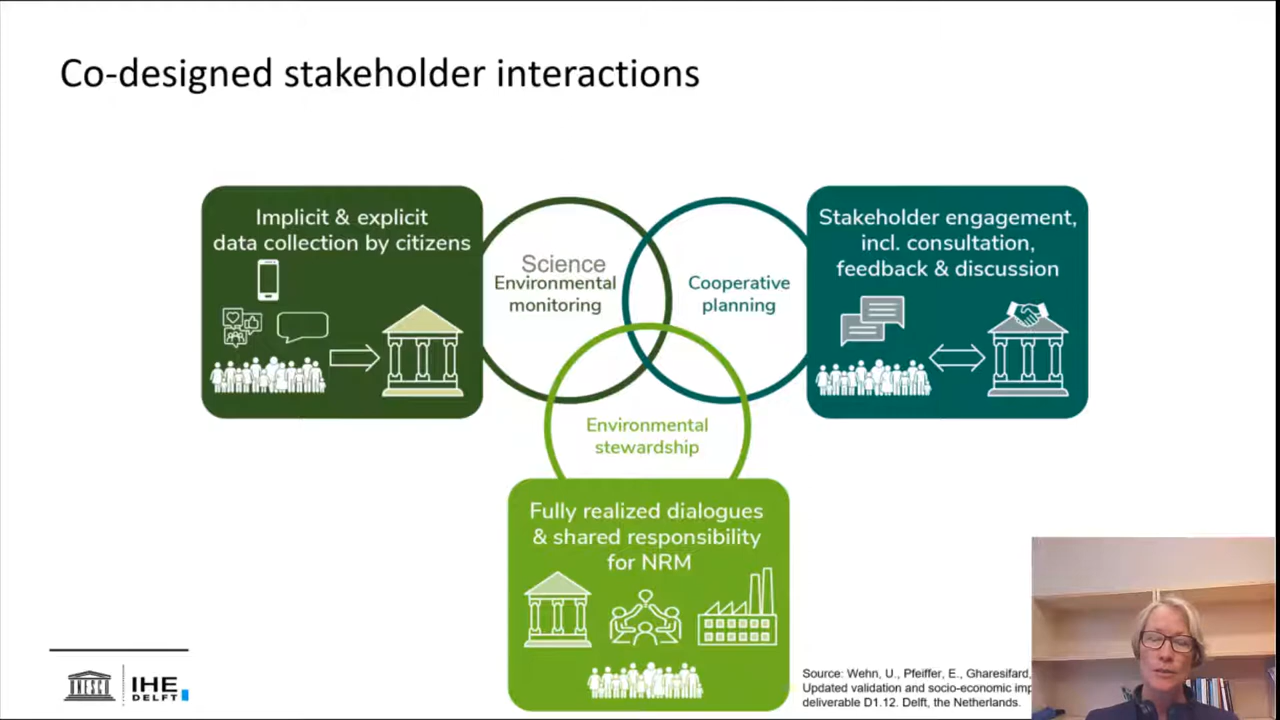 Co-designed stakeholder interactions
Implicit & explicit
data collection by citizens
Science
Environmental
monitoring
Cooperative
planning
Stakeholder engagement,
incl. consultation,
feedback & discussion
Environmental
stewardship
Fully realized dialogues
& shared responsibility
for NRM
UNESCO
IHE
DELFT
Source: Wehn, U., Pfeiffer, E., Gharesifard,
Updated validation and socio-economic
deliverable D1.12. Delft, the Netherlands.